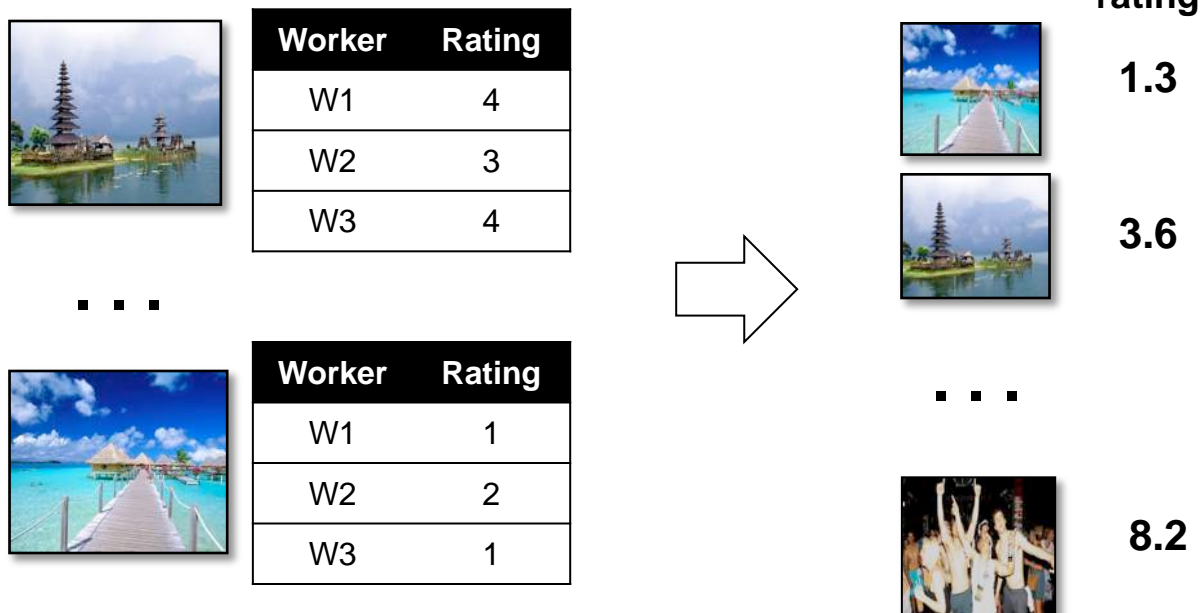 rating
Worker Rating
W1 4
W2 3
W3 4
. . .
Worker Rating
W1 1
W2 2
W3 1
1.3
3.6
. . .
8.2